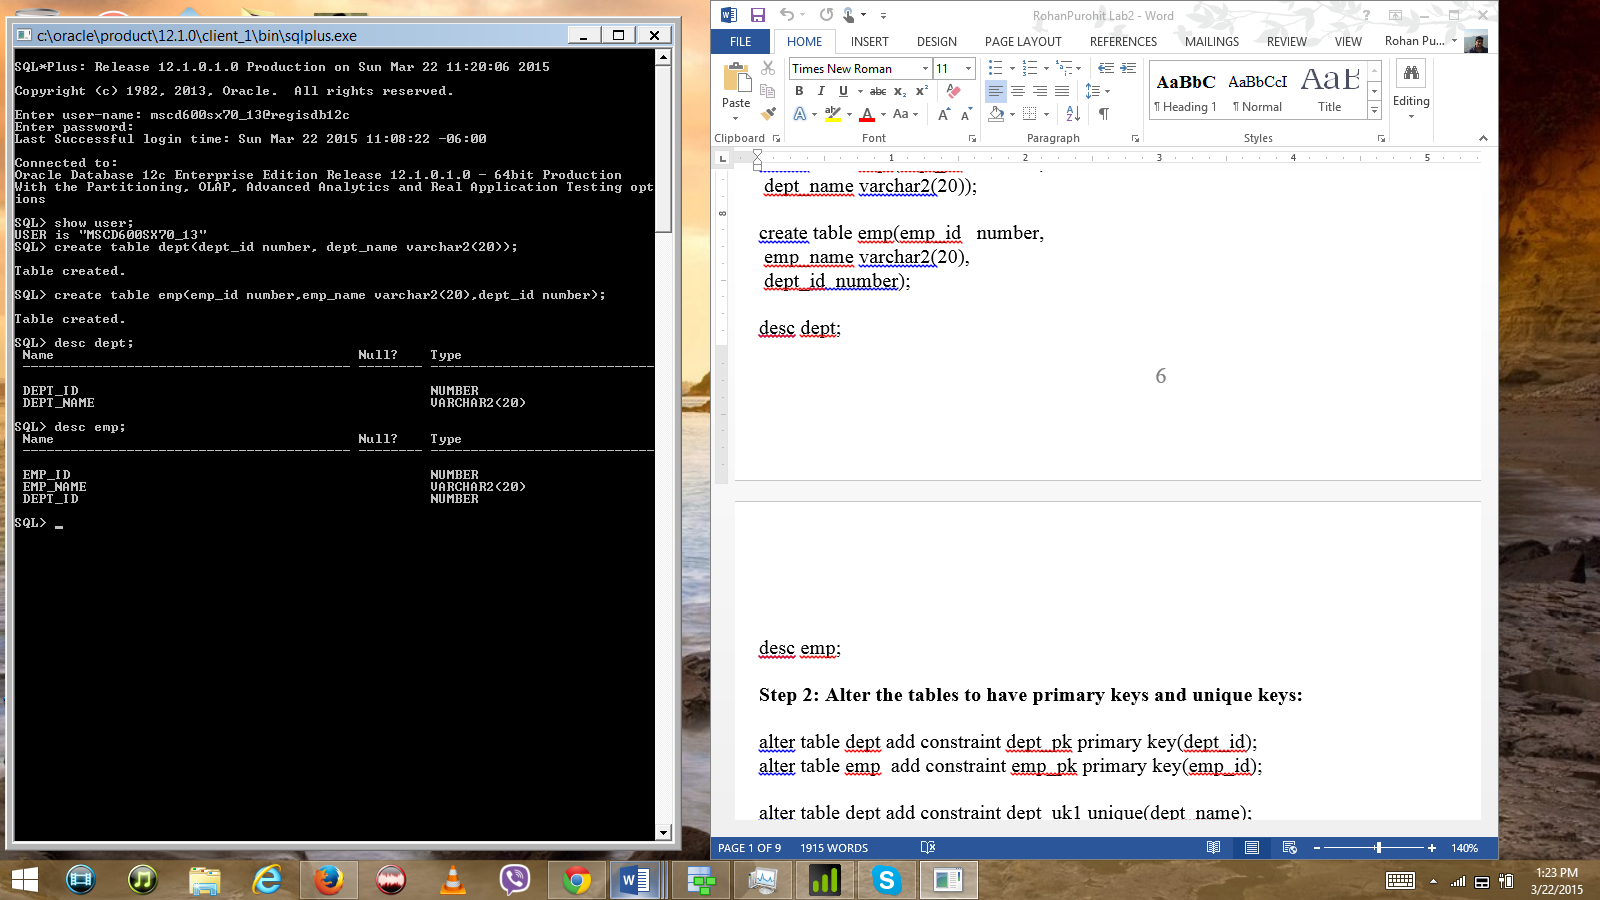 c:\oracle\product\12.1.0\client_1\bin\sqlplus.exe
SQL*Plus: Release 12.1.0.1.0 Production on Sun Mar 22 11:20:06 2015
Copyright (c) 1982, 2013, Oracle.  All rights reserved.
Enter user-name: mscd600sx70_13@regisdb12c
Enter password:
Last Successful login time: Sun Mar 22 2015 11:08:22 -06:00
Connected to:
Oracle Database 12c Enterprise Edition Release 12.1.0.1.0 - 64bit Production
With the Partitioning, OLAP, Advanced Analytics and Real Application Testing opt
ions
SQL> show user;
USER is "MSCD600SX70_13"
SQL> create table dept(dept_id number, dept_name varchar2(20));
Table created.
SQL> create table emp(emp_id number,emp_name varchar2(20),dept_id number);
Table created.
SQL> desc dept;
Name Null? Type
DEPT_ID NUMBER
DEPT_NAME VARCHAR2(20)
SQL> desc emp;
Name Null? Type
EMP_ID NUMBER
EMP_NAME VARCHAR2(20)
DEPT_ID NUMBER
SQL> _
RohanPurohit Lab2 - Word
FILE HOME INSERT DESIGN PAGE LAYOUT REFERENCES MAILINGS REVIEW VIEW Rohan Pu...
Times New Roman 11
Paste
B I U abc x₂ x²
A ab A Aa A A
AaBbC AaBbCcI AaB
¶ Heading 1 ¶ Normal Title
Editing
Clipboard Font Paragraph Styles
1 2 3 4 5
8
dept_name varchar2(20));
create table emp(emp_id   number,
emp_name varchar2(20),
dept_id  number);
desc dept;
6
desc emp;
Step 2: Alter the tables to have primary keys and unique keys:
alter table dept add constraint dept_pk primary key(dept_id);
alter table emp  add constraint emp_pk primary key(emp_id);
alter table dept add constraint dept_uk1 unique(dept_name);
PAGE 1 OF 9 1915 WORDS 140%
1:23 PM
3/22/2015